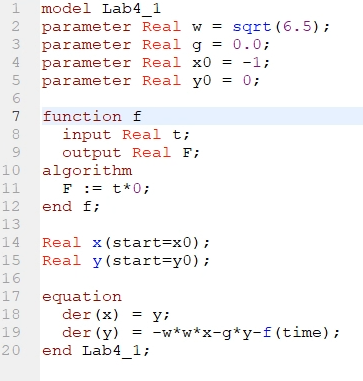 1 model Lab4_1
2 parameter Real w = sqrt(6.5);
3 parameter Real g = 0.0;
4 parameter Real x0 = -1;
5 parameter Real y0 = 0;
6
7 function f
8   input Real t;
9   output Real F;
10 algorithm
11   F := t*0;
12 end f;
13
14 Real x(start=x0);
15 Real y(start=y0);
16
17 equation
18   der(x) = y;
19   der(y) = -w*w*x-g*y-f(time);
20 end Lab4_1;